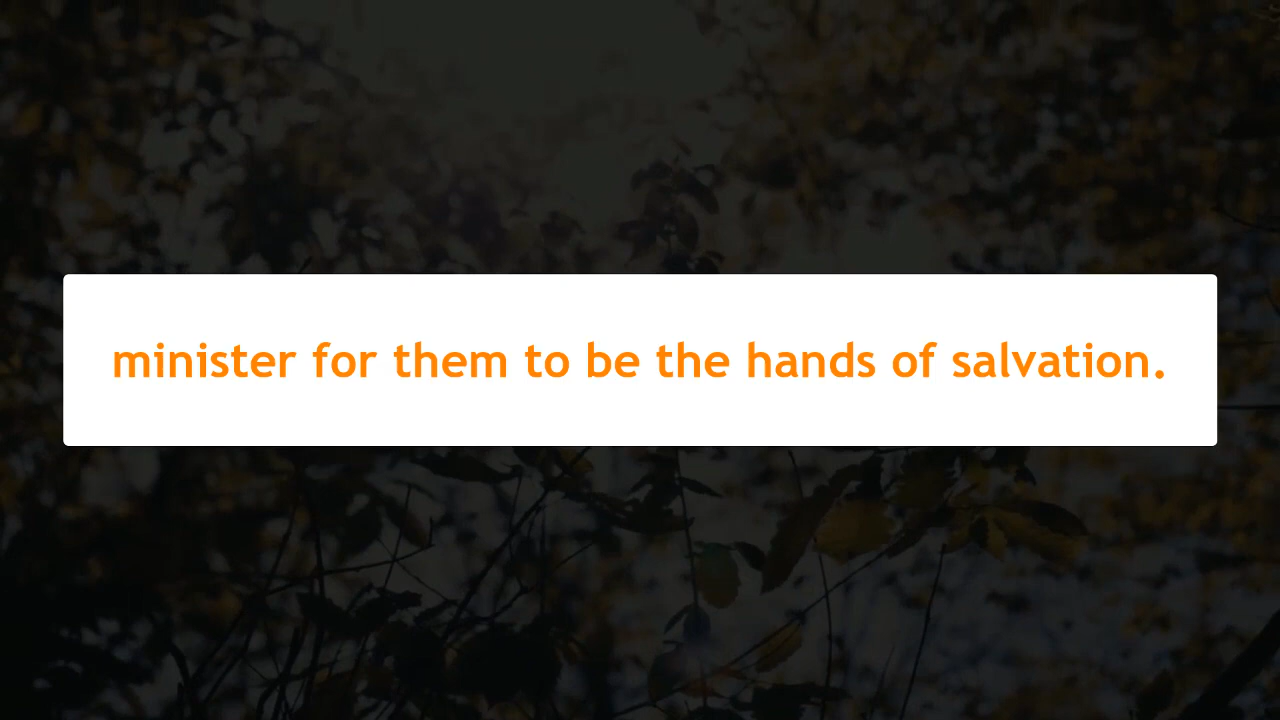 minister for them to be the hands of salvation.